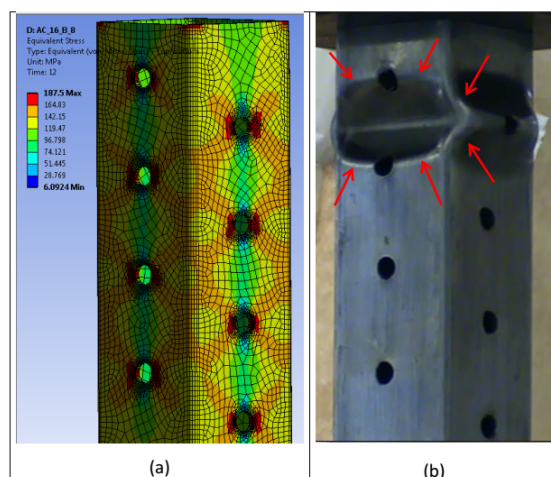 D: AC_16_B_B
Equivalent Stress
Type: Equivalent
Unit: MPa
Time: 12
187.5 Max
164.83
142.15
119.47
96.798
74.121
51.445
28.769
6.0924 Min
(a)
(b)